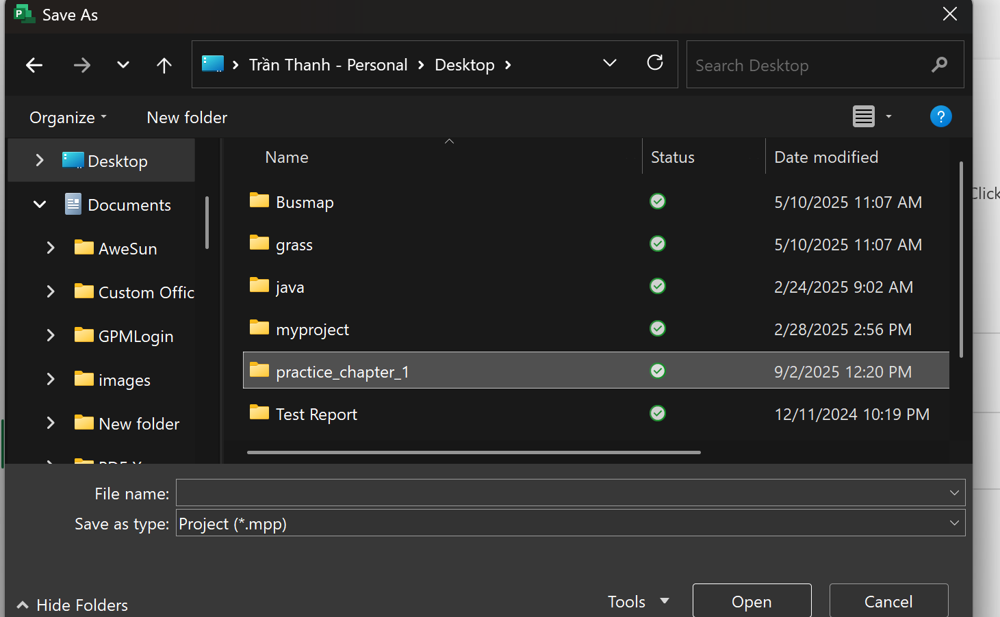 Save As
Trần Thanh - Personal > Desktop >
Search Desktop
Organize
New folder
?
Name
Status
Date modified
Desktop
Documents
AweSun
Custom Offic
GPMLogin
images
New folder
Busmap 5/10/2025 11:07 AM
grass 5/10/2025 11:07 AM
java 2/24/2025 9:02 AM
myproject 2/28/2025 2:56 PM
practice_chapter_1 9/2/2025 12:20 PM
Test Report 12/11/2024 10:19 PM
Click
File name:
Save as type: Project (*.mpp)
Hide Folders
Tools
Open
Cancel